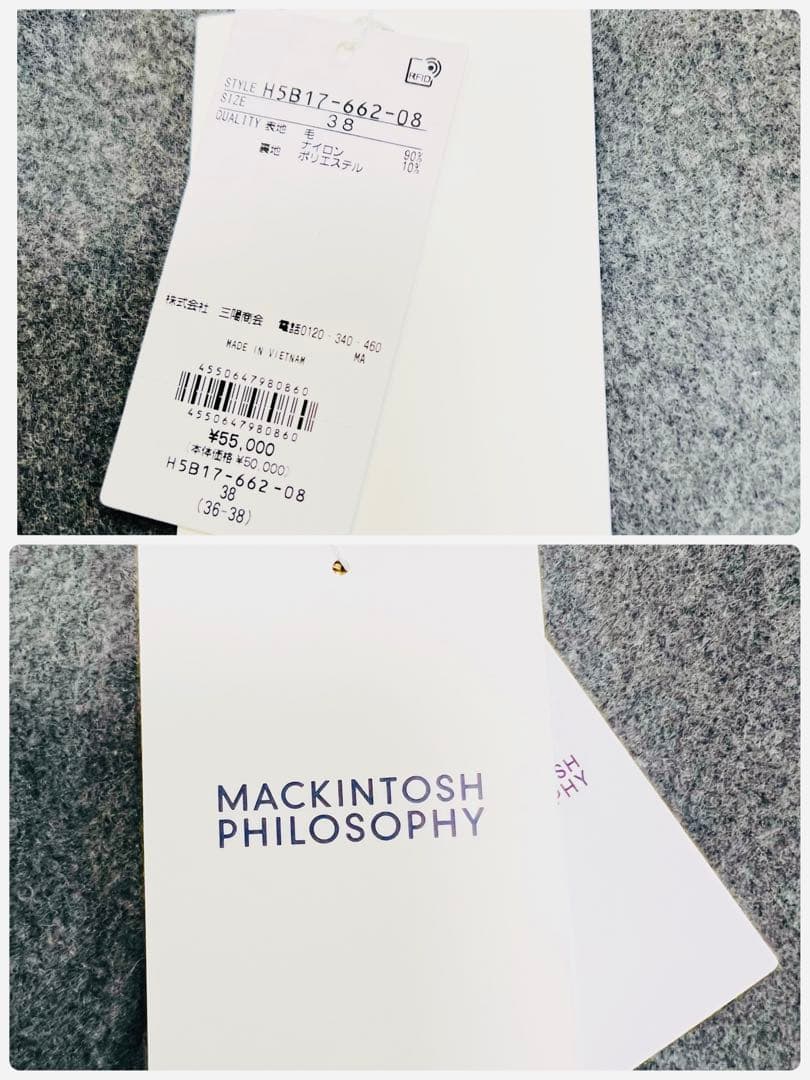 RFID
STYLE H5B17-662-08
SIZE 38
QUALITY 表地 毛 90%
ナイロン 10%
裏地 ポリエステル
株式会社 三陽商会 電話0120-340-460
MADE IN VIETNAM MA
4550647980860
4550647980860
¥55,000
(本体価格 ¥50,000)
H5B17-662-08
38
(36-38)
MACKINTOSH
PHILOSOPHY
SH
PHY